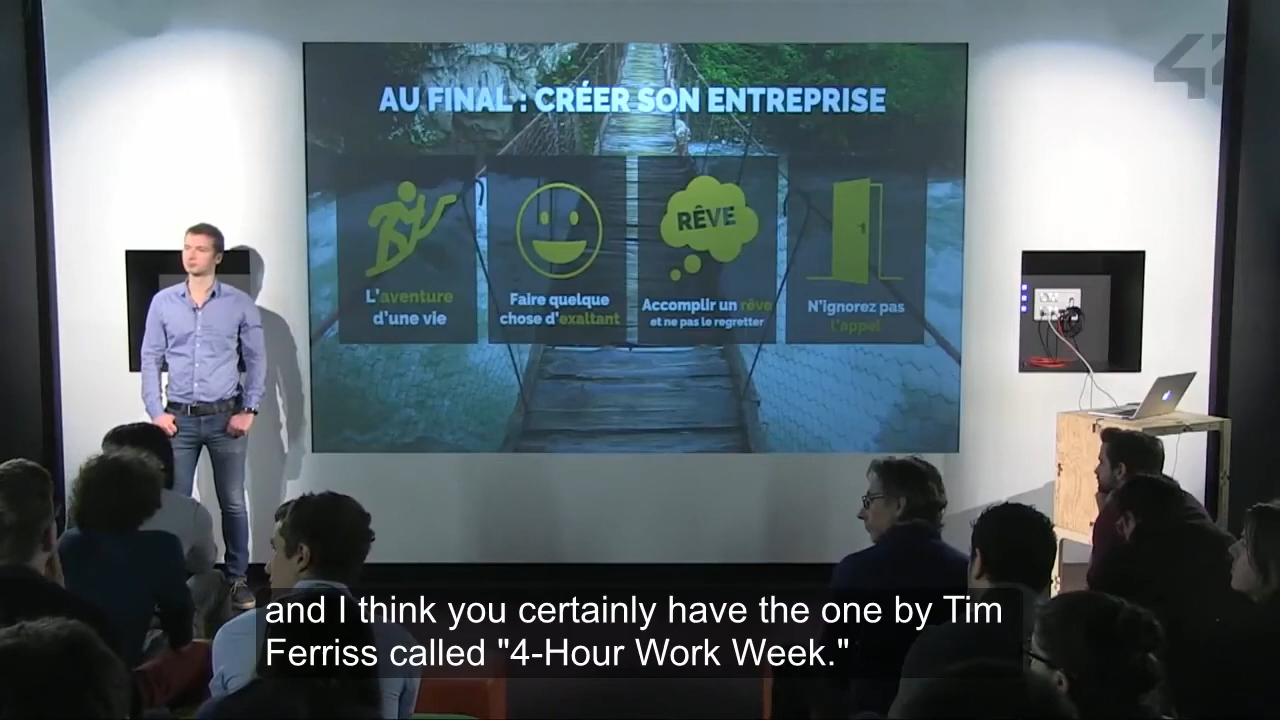 42
AU FINAL : CRÉER SON ENTREPRISE
RÊVE
L'aventure
d'une vie
Faire quelque
chose d'exaltant
Accomplir un rêve
et ne pas le regretter
N'ignorez pas
l'appel
and I think you certainly have the one by Tim
Ferriss called "4-Hour Work Week."